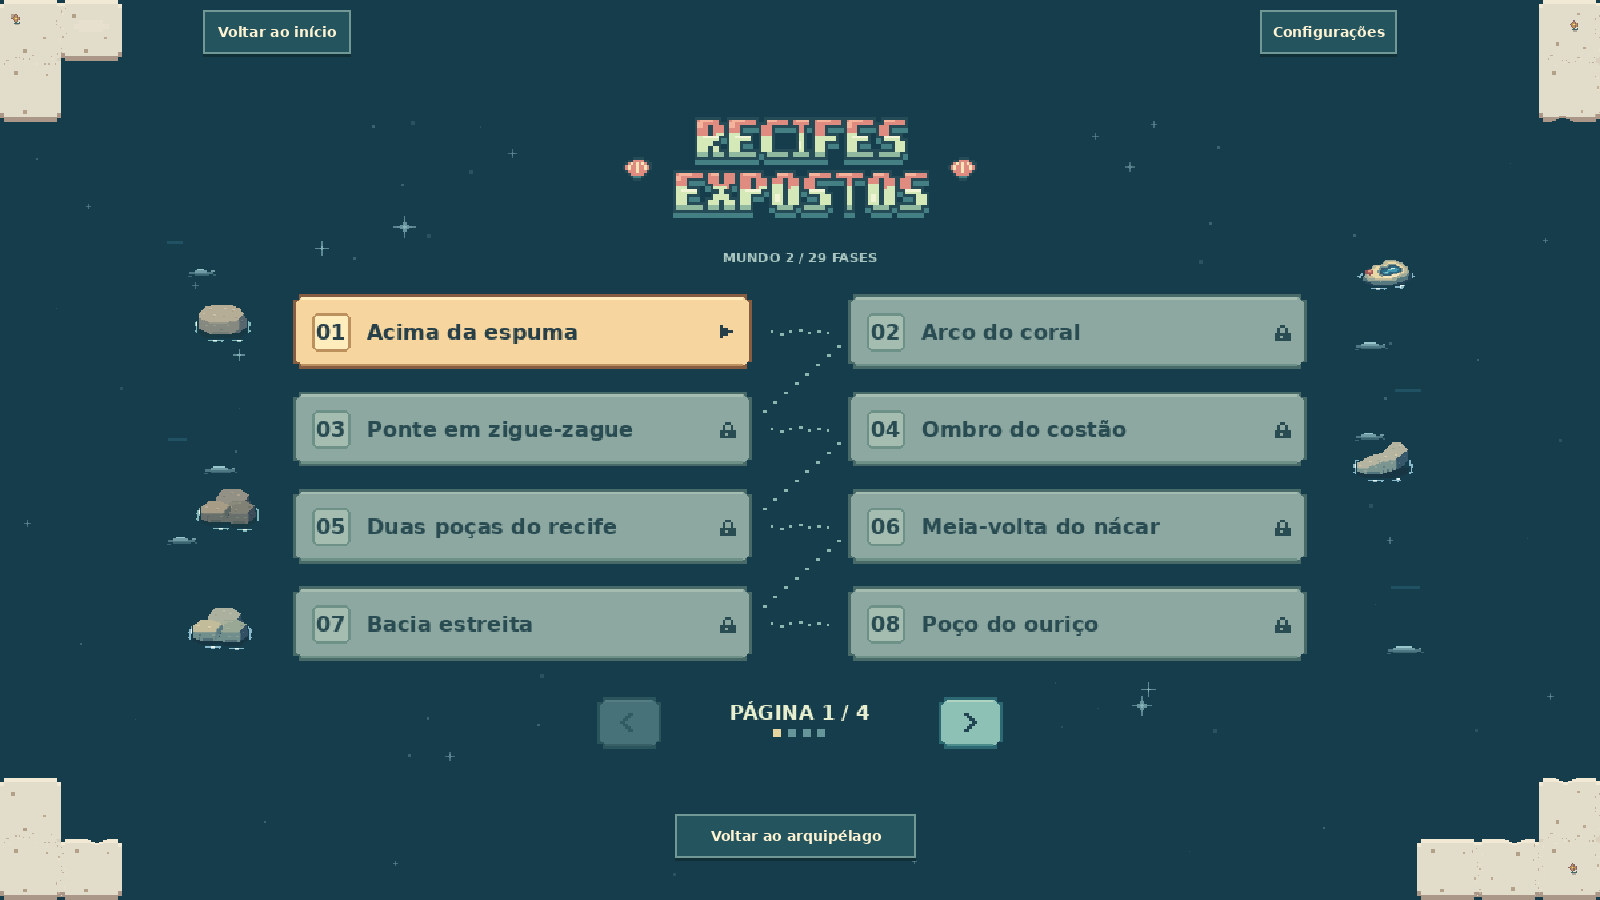 Voltar ao início
Configurações
RECIFES
EXPOSTOS
MUNDO 2 / 29 FASES
01 Acima da espuma
02 Arco do coral
03 Ponte em zigue-zague
04 Ombro do costão
05 Duas poças do recife
06 Meia-volta do nácar
07 Bacia estreita
08 Poço do ouriço
PÁGINA 1 / 4
Voltar ao arquipélago